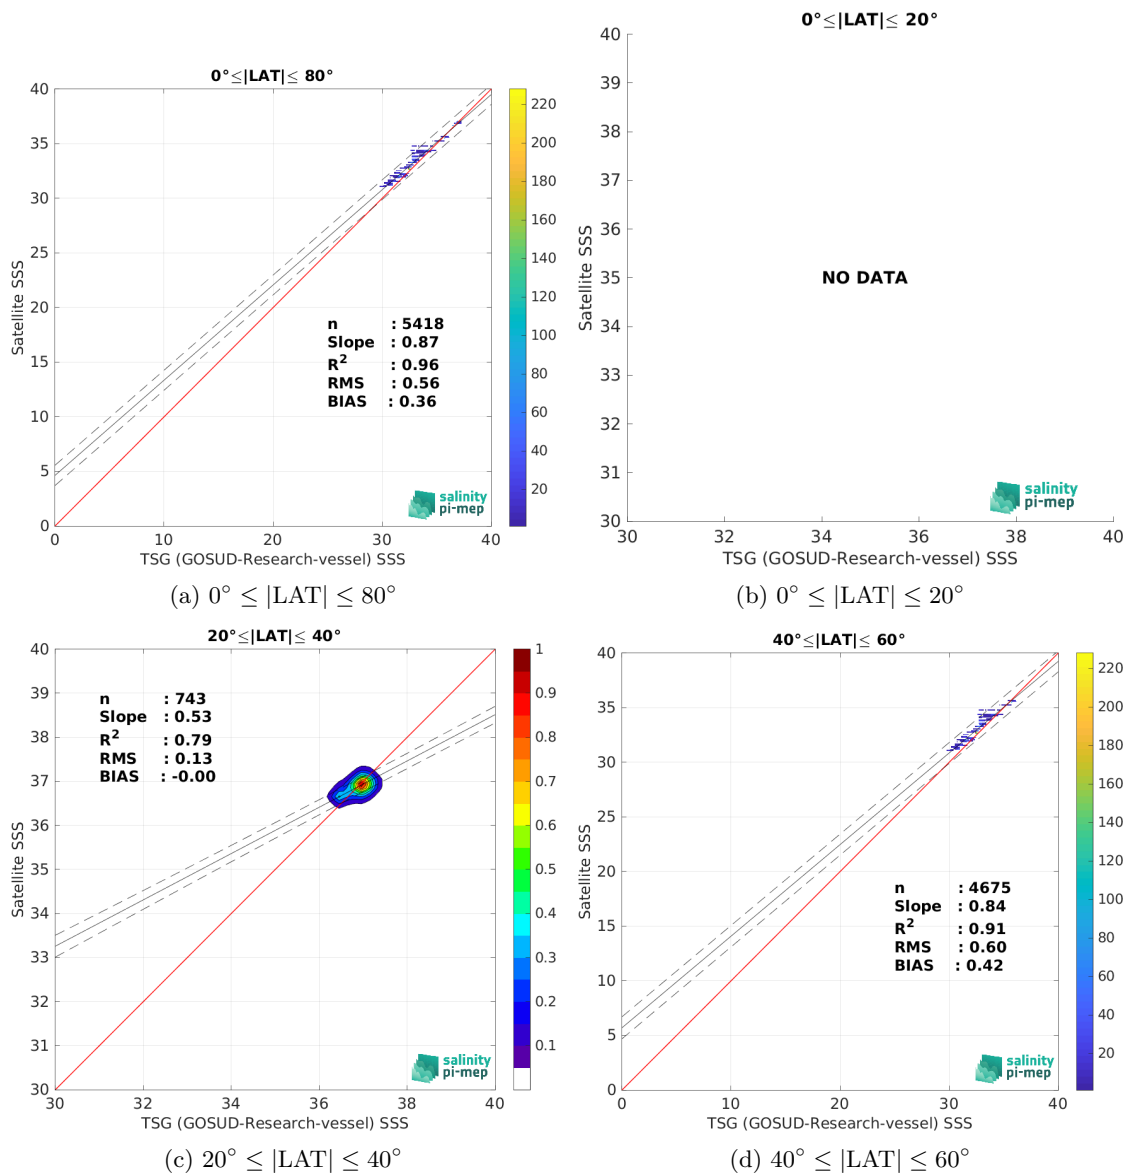 0°≤|LAT|≤ 80°
40
35
30
25
20
15
10
5
0
Satellite SSS
n : 5418
Slope : 0.87
R² : 0.96
RMS : 0.56
BIAS : 0.36
salinity
pi-mep
0 10 20 30 40
TSG (GOSUD-Research-vessel) SSS
220
200
180
160
140
120
100
80
60
40
20
(a) 0° ≤ |LAT| ≤ 80°
0°≤|LAT|≤ 20°
40
39
38
37
36
35
34
33
32
31
30
Satellite SSS
NO DATA
salinity
pi-mep
30 32 34 36 38 40
TSG (GOSUD-Research-vessel) SSS
(b) 0° ≤ |LAT| ≤ 20°
20°≤|LAT|≤ 40°
40
39
38
37
36
35
34
33
32
31
30
Satellite SSS
n : 743
Slope : 0.53
R² : 0.79
RMS : 0.13
BIAS : -0.00
salinity
pi-mep
30 32 34 36 38 40
TSG (GOSUD-Research-vessel) SSS
1
0.9
0.8
0.7
0.6
0.5
0.4
0.3
0.2
0.1
(c) 20° ≤ |LAT| ≤ 40°
40°≤|LAT|≤ 60°
40
35
30
25
20
15
10
5
0
Satellite SSS
n : 4675
Slope : 0.84
R² : 0.91
RMS : 0.60
BIAS : 0.42
salinity
pi-mep
0 10 20 30 40
TSG (GOSUD-Research-vessel) SSS
220
200
180
160
140
120
100
80
60
40
20
(d) 40° ≤ |LAT| ≤ 60°